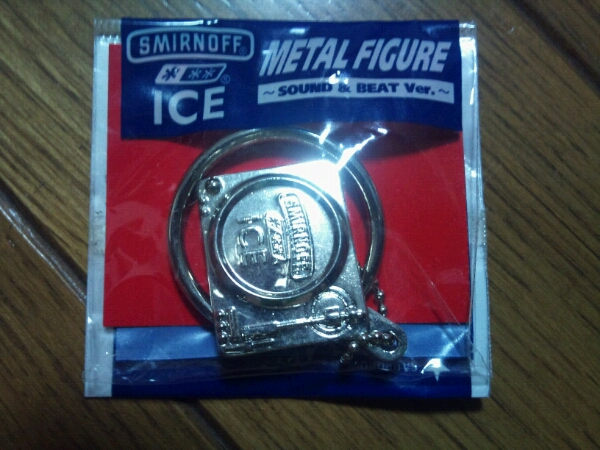 SMIRNOFF
ICE
METAL FIGURE
~SOUND & BEAT Ver.~
SMIRNOFF
ICE